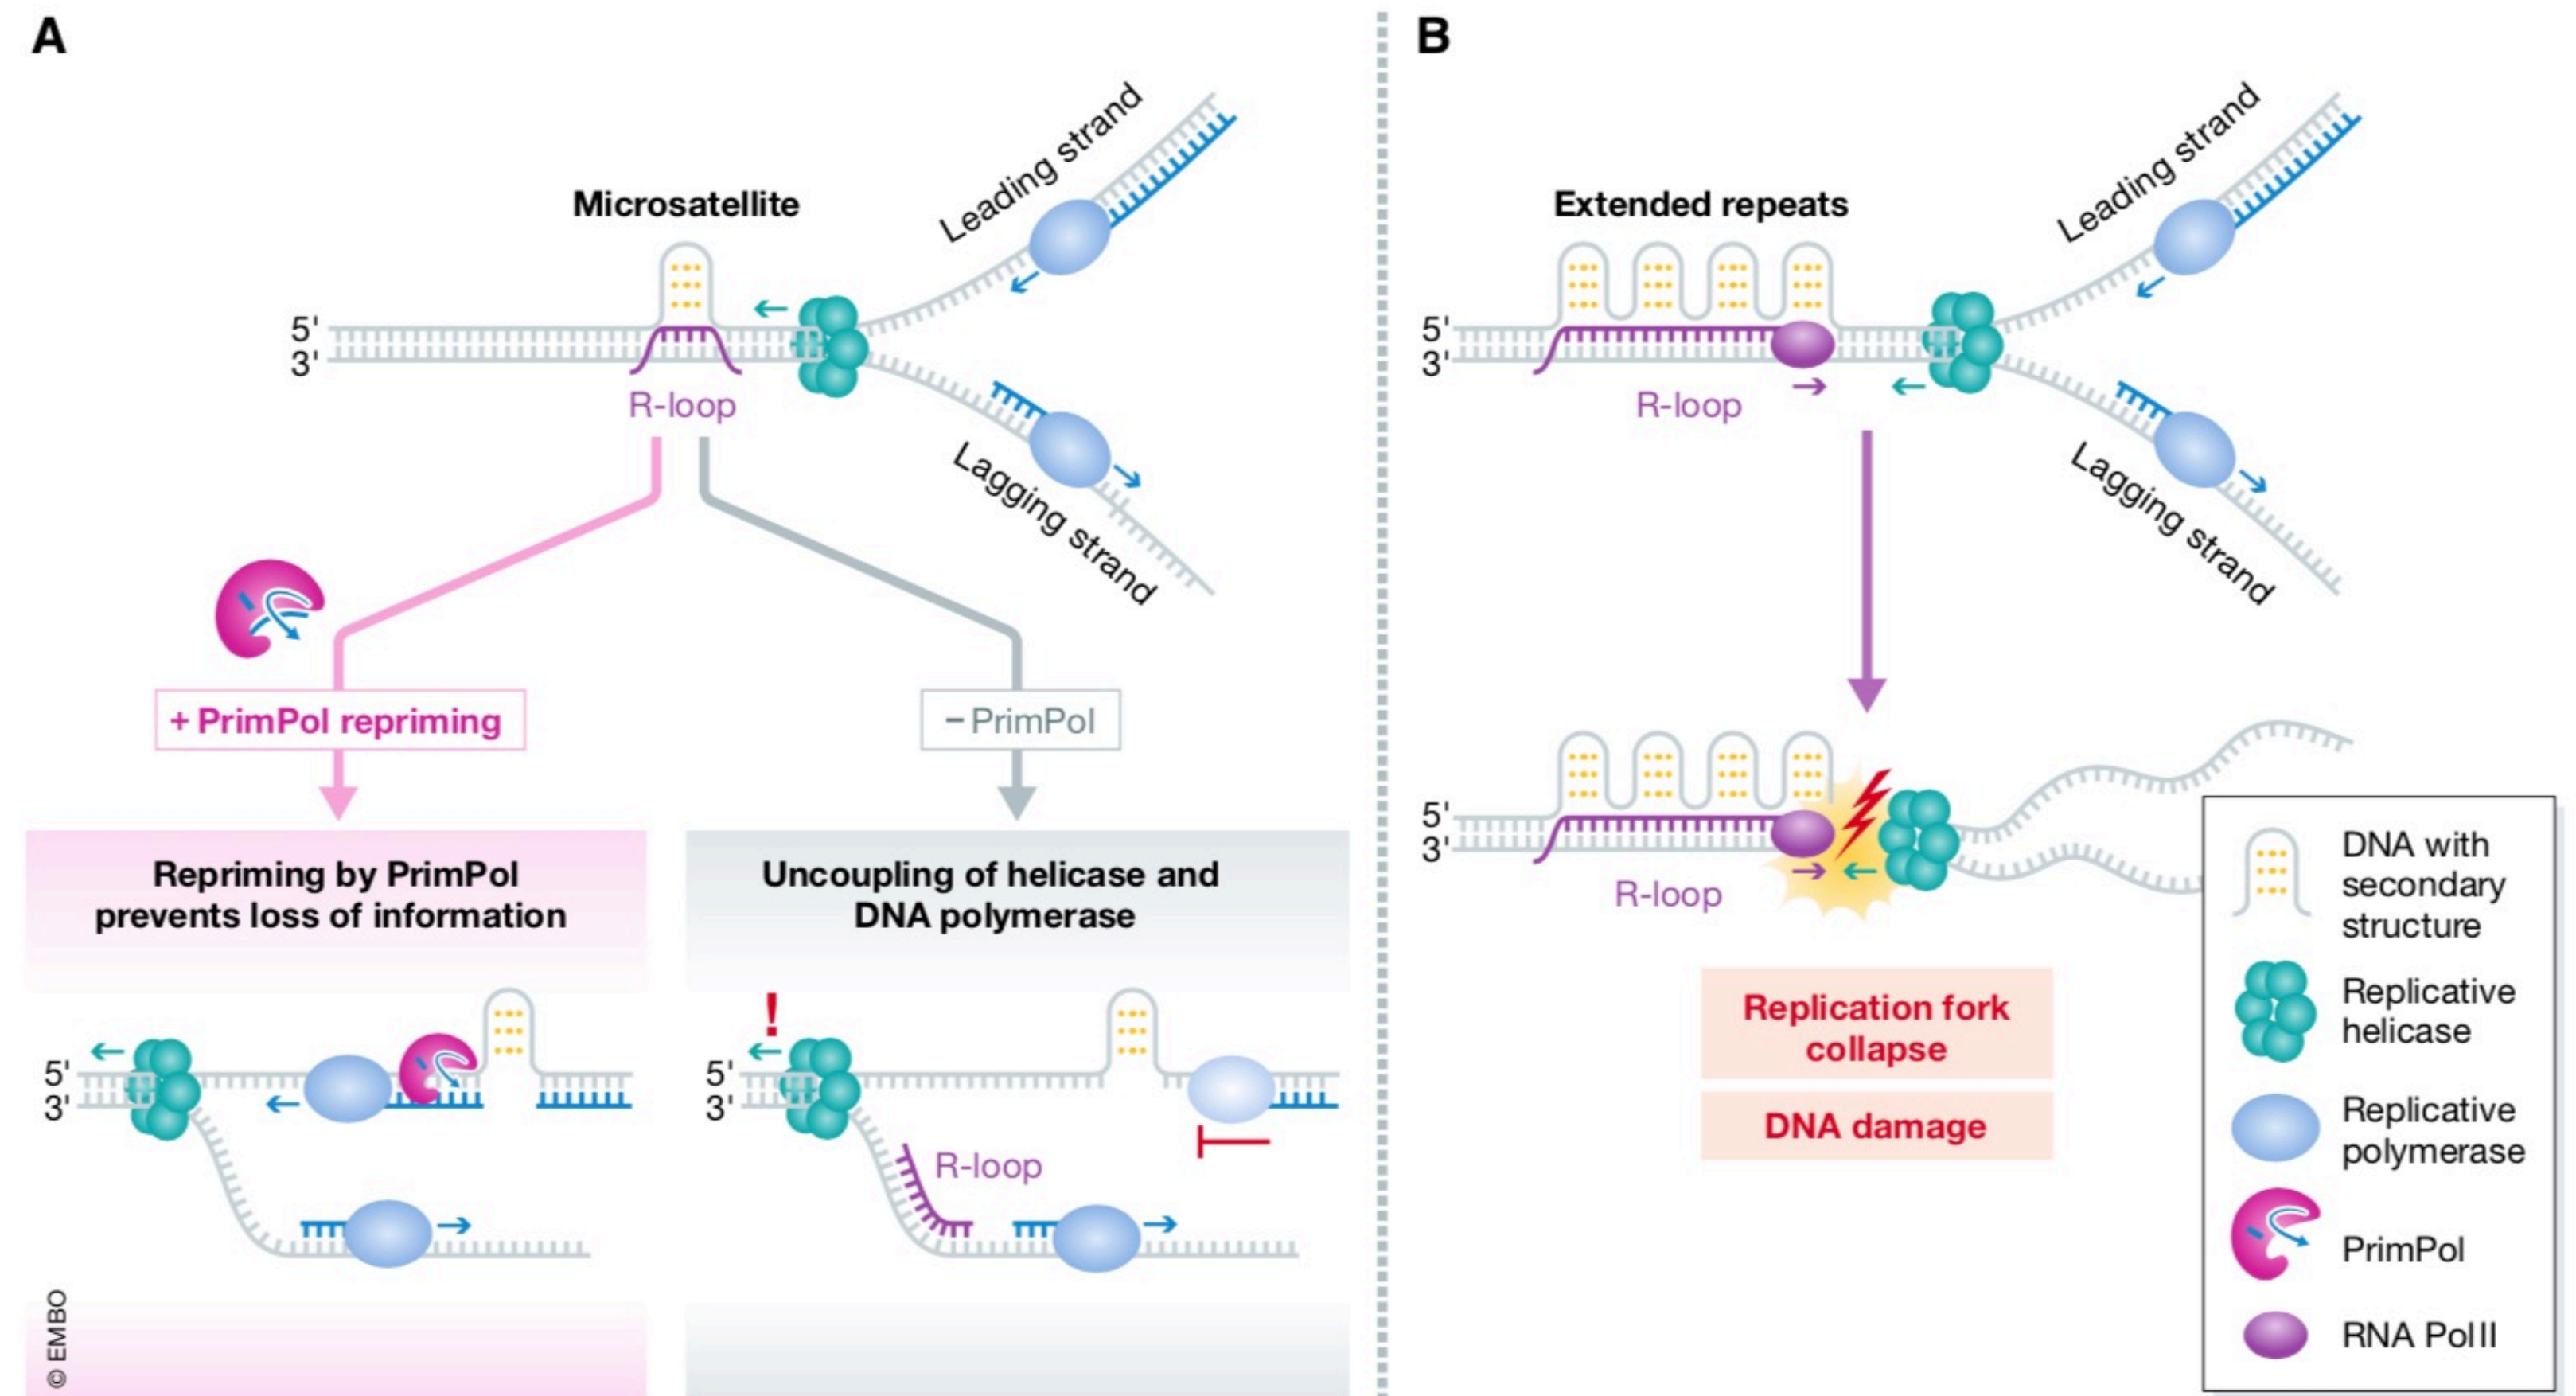 A
Microsatellite
Leading strand
5'
3'
R-loop
Lagging strand
+ PrimPol repriming
− PrimPol
Repriming by PrimPol
prevents loss of information
5'
3'
Uncoupling of helicase and
DNA polymerase
!
5'
3'
R-loop
© EMBO
B
Extended repeats
Leading strand
5'
3'
R-loop
Lagging strand
5'
3'
R-loop
Replication fork
collapse
DNA damage
DNA with
secondary
structure
Replicative
helicase
Replicative
polymerase
PrimPol
RNA Pol II